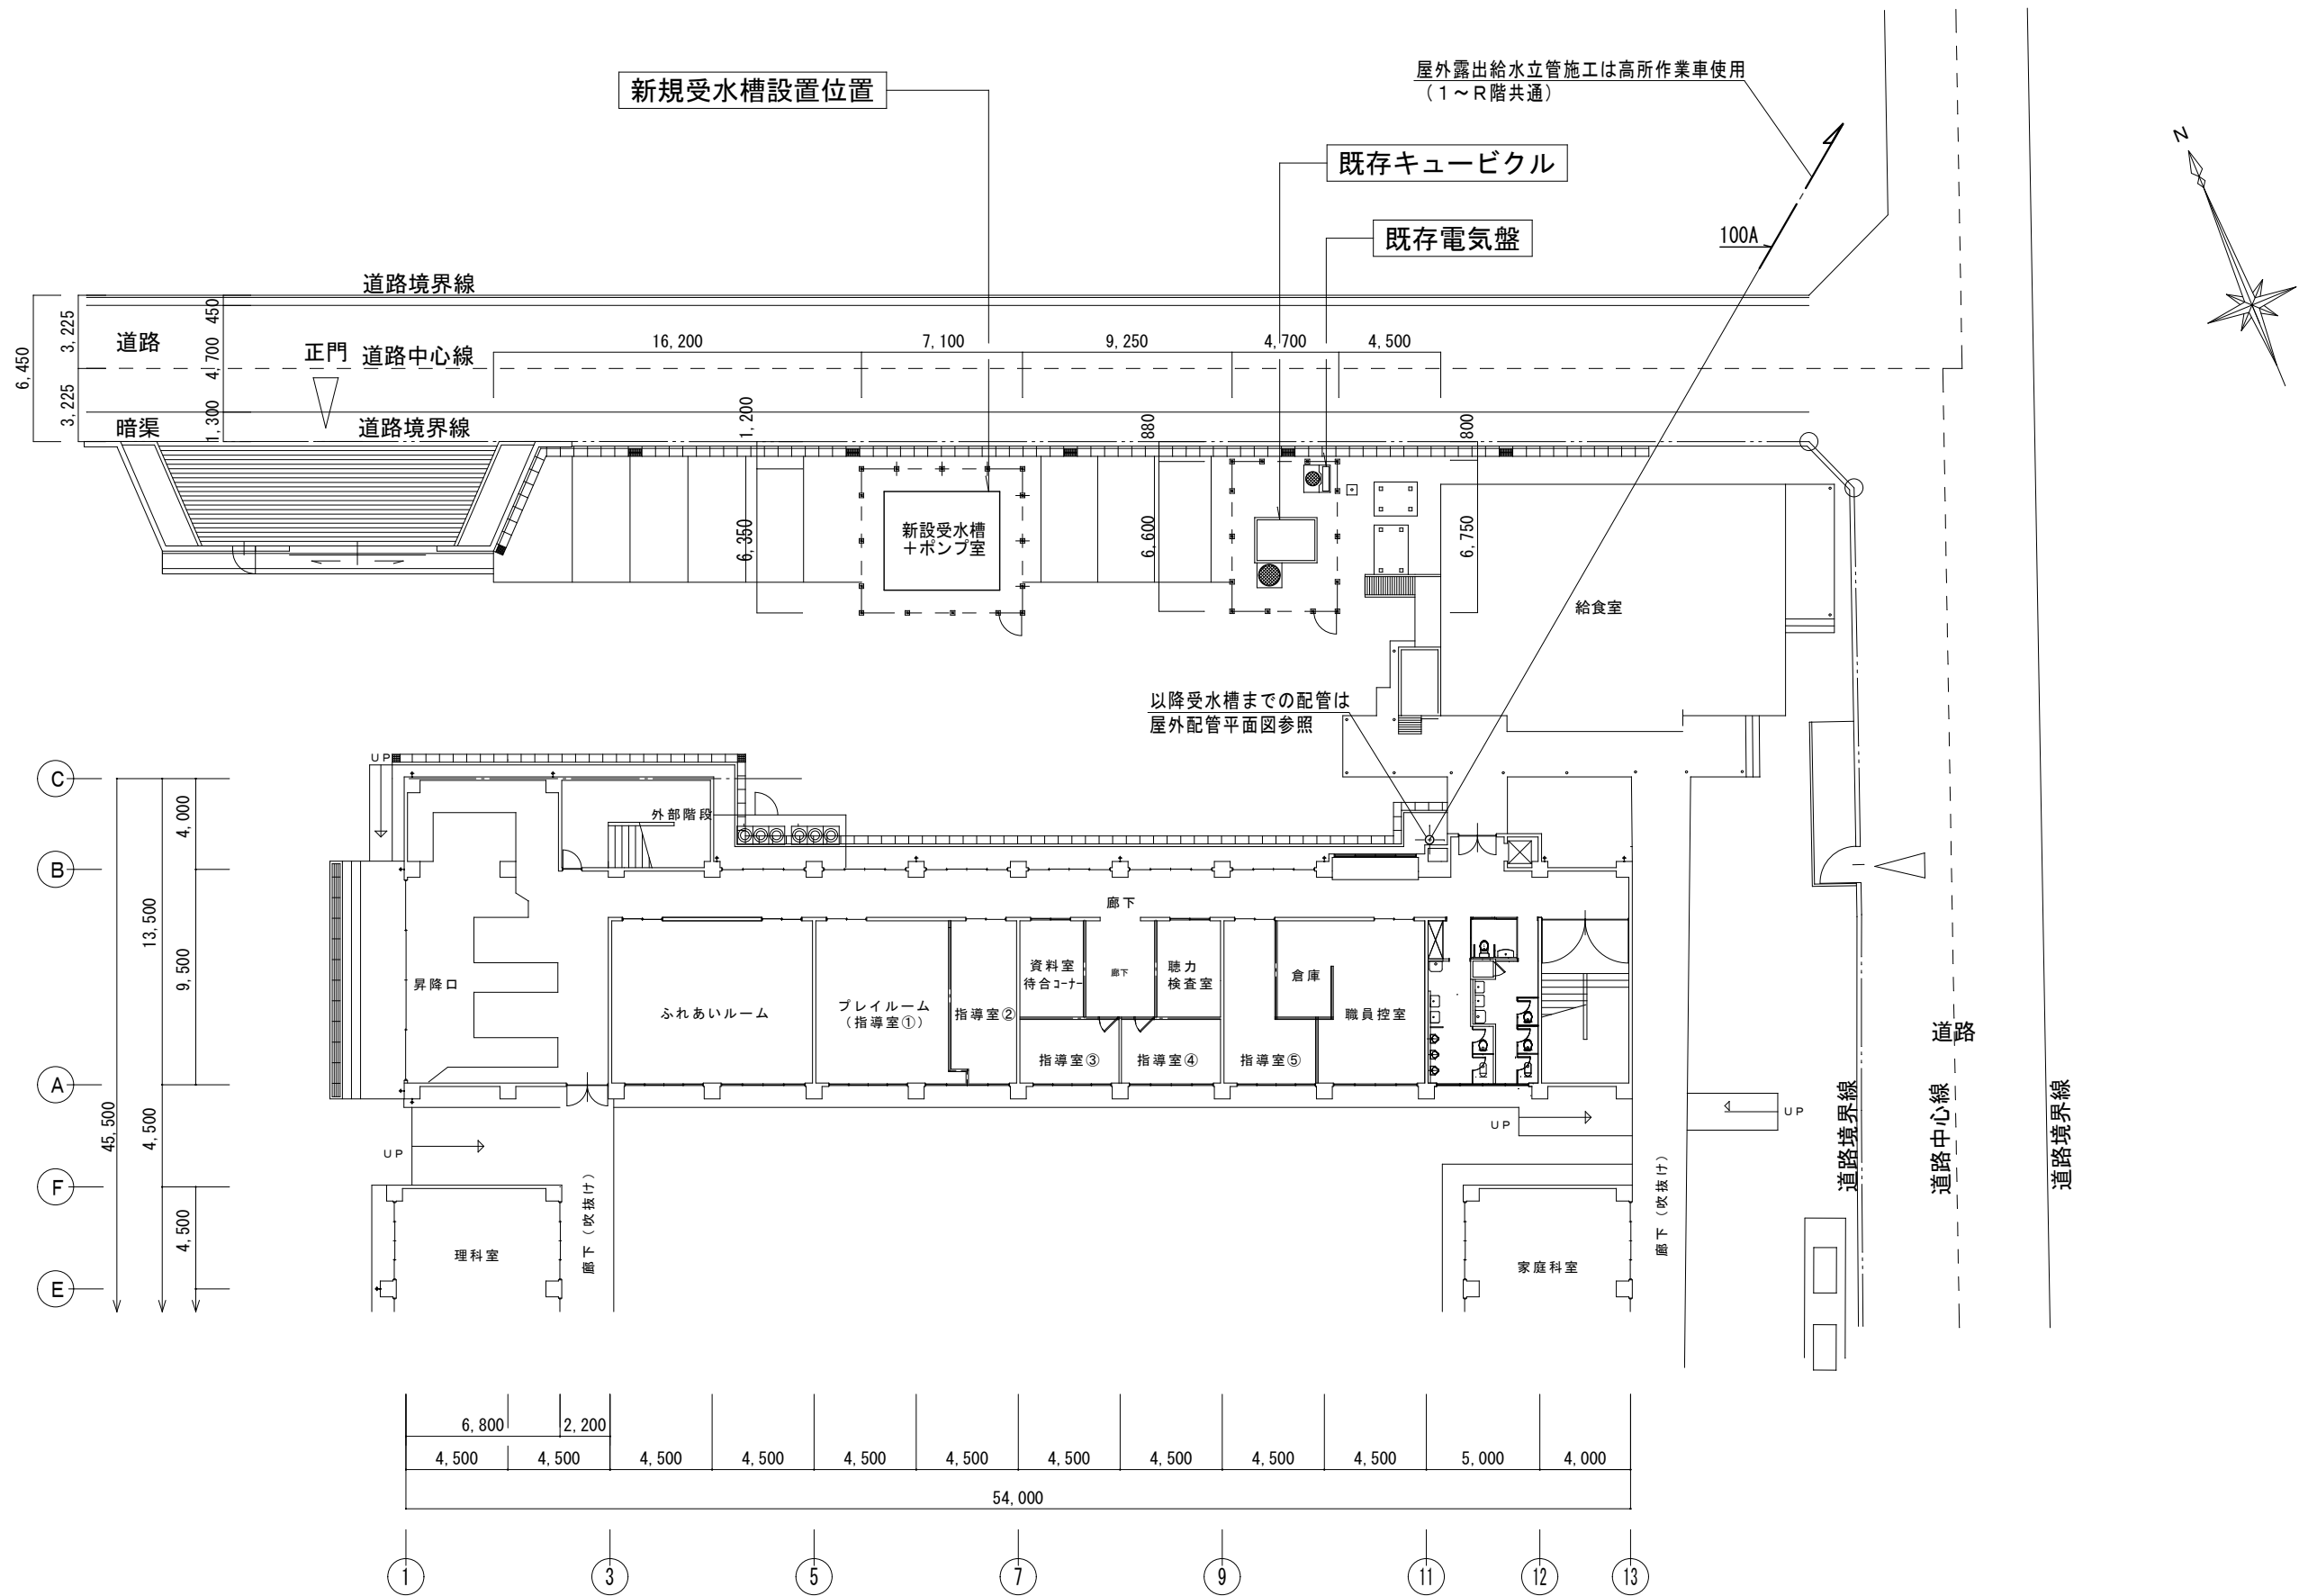 屋外露出給水立管施工は高所作業車使用
（１～Ｒ階共通）
新規受水槽設置位置
N
既存キュービクル
既存電気盤
100A
道路境界線
450
3,225
6,450
道路
正門
道路中心線
4,700
16,200
7,100
9,250
4,700
4,500
3,225
1,300
暗渠
道路境界線
1,200
880
800
新設受水槽
＋ポンプ室
6,350
6,600
6,750
給食室
以降受水槽までの配管は
屋外配管平面図参照
UP
C
4,000
外部階段
B
廊下
13,500
9,500
昇降口
ふれあいルーム
プレイルーム
（指導室①）
指導室②
資料室
待合コーナー
廊下
聴力
検査室
倉庫
職員控室
指導室③
指導室④
指導室⑤
道路
A
45,500
4,500
UP
UP
UP
道路境界線
道路中心線
道路境界線
F
4,500
廊下（吹抜け）
廊下（吹抜け）
理科室
家庭科室
E
6,800
2,200
4,500
4,500
4,500
4,500
4,500
4,500
4,500
4,500
4,500
4,500
5,000
4,000
54,000
1
3
5
7
9
11
12
13